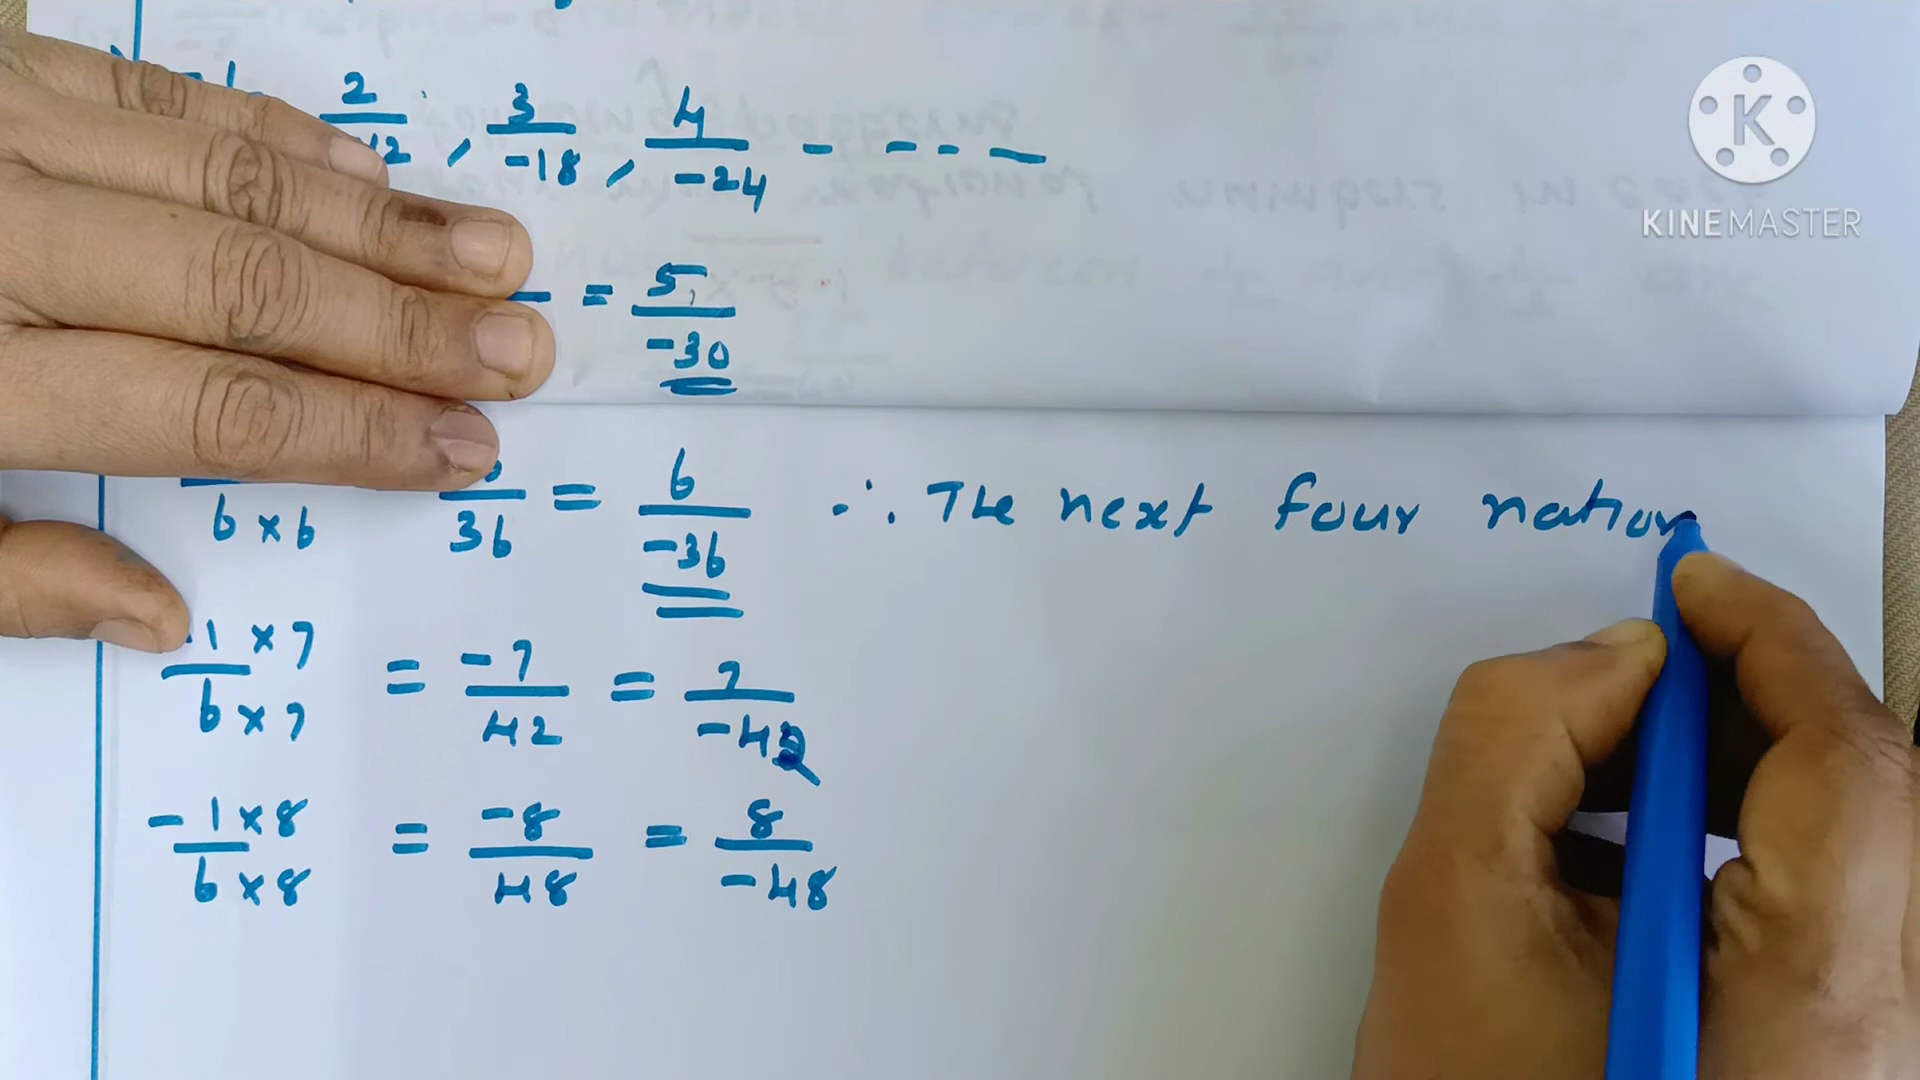 -1 2/-12 , 3/-18 , 4/-24 - - - -
= 5/-30
6 x 6 36 = 6/-36 ∴ The next four ration
-1 x 7/6 x 7 = -7/42 = 7/-42
-1 x 8/6 x 8 = -8/48 = 8/-48
K
KINEMASTER